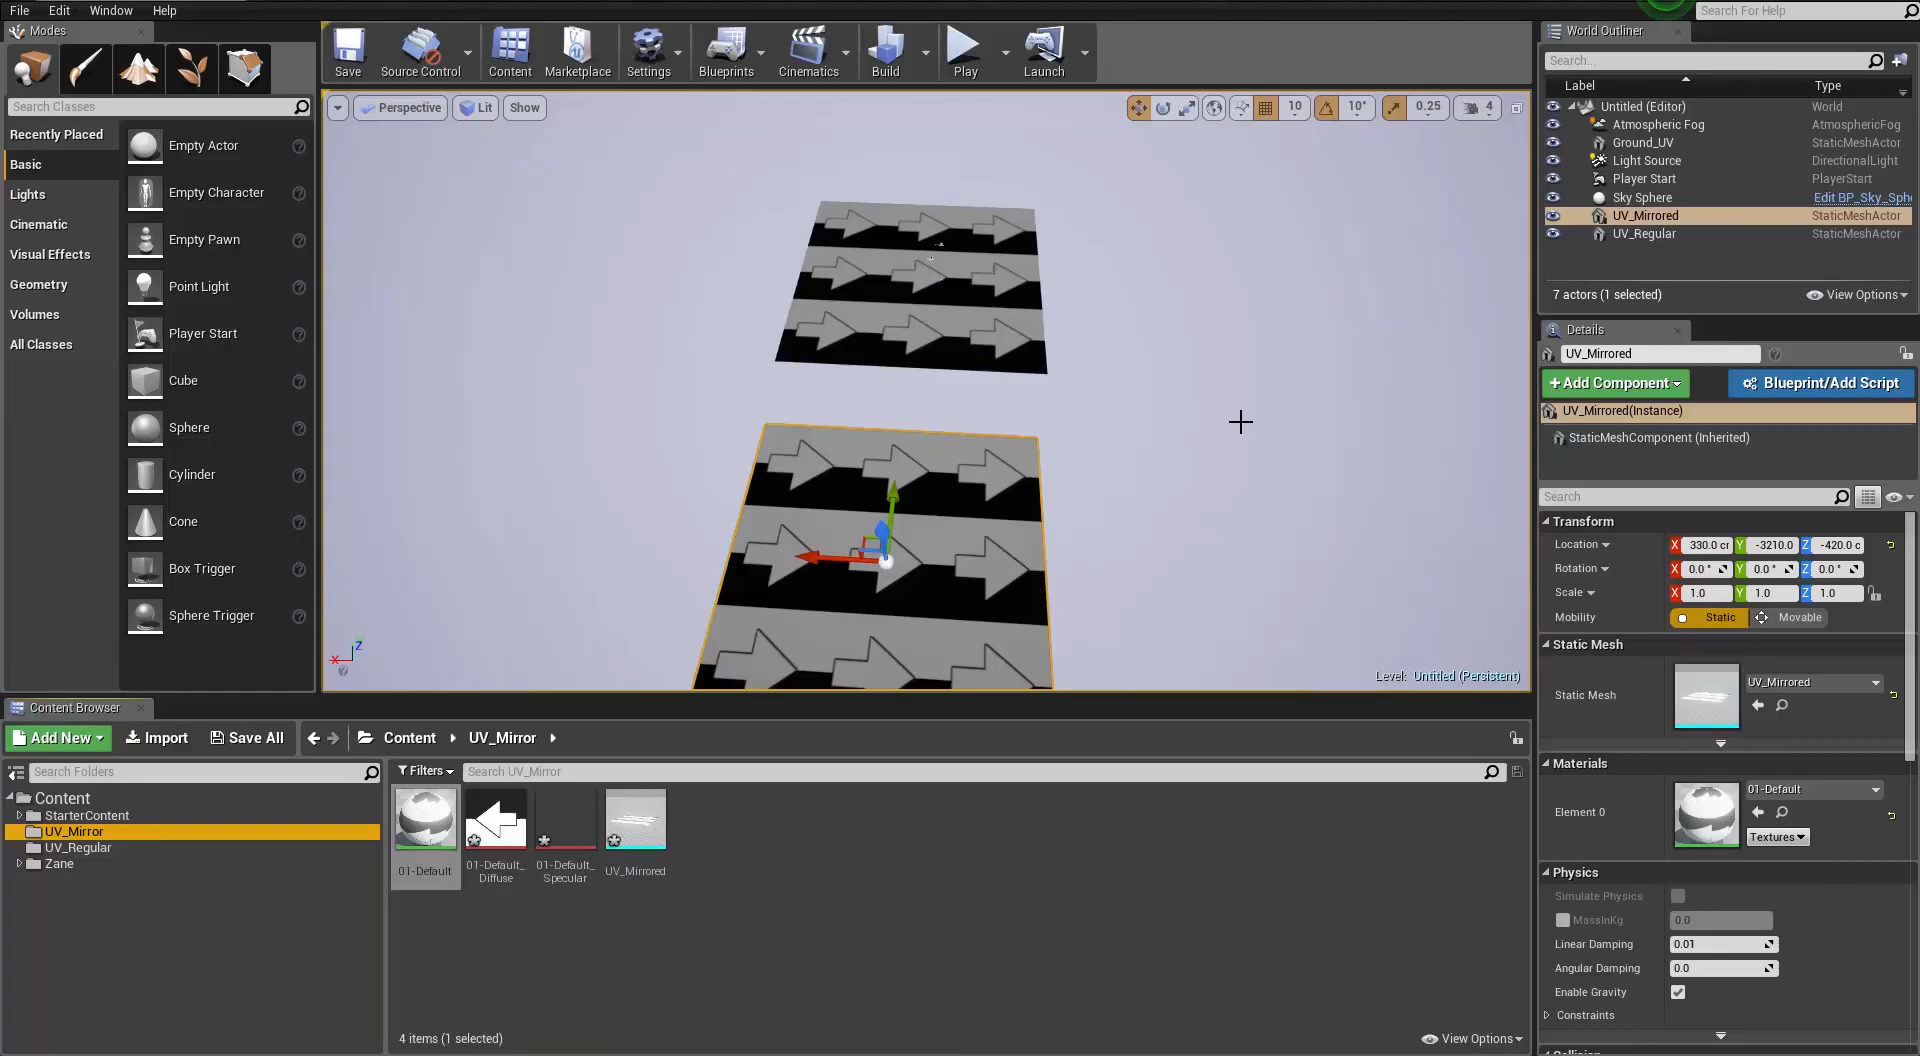 File Edit Window Help
Search For Help
Modes
Save Source Control Content Marketplace Settings Blueprints Cinematics Build Play Launch
Search Classes
Recently Placed
Basic
Lights
Cinematic
Visual Effects
Geometry
Volumes
All Classes
Empty Actor
Empty Character
Empty Pawn
Point Light
Player Start
Cube
Sphere
Cylinder
Cone
Box Trigger
Sphere Trigger
Perspective Lit Show
10 10° 0.25 4
X Z
Level: Untitled (Persistent)
World Outliner
Search...
Label Type
Untitled (Editor) World
Atmospheric Fog AtmosphericFog
Ground_UV StaticMeshActor
Light Source DirectionalLight
Player Start PlayerStart
Sky Sphere Edit BP_Sky_Sphe
UV_Mirrored StaticMeshActor
UV_Regular StaticMeshActor
7 actors (1 selected) View Options
Details
UV_Mirrored
+Add Component Blueprint/Add Script
UV_Mirrored(Instance)
StaticMeshComponent (Inherited)
Search
Transform
Location X 330.0 cr Y -3210.0 Z -420.0 c
Rotation X 0.0 ° Y 0.0 ° Z 0.0 °
Scale X 1.0 Y 1.0 Z 1.0
Mobility Static Movable
Static Mesh
Static Mesh UV_Mirrored
Materials
Element 0 01-Default
Textures
Physics
Simulate Physics
MassInKg 0.0
Linear Damping 0.01
Angular Damping 0.0
Enable Gravity
Constraints
Content Browser
Add New Import Save All Content UV_Mirror
Search Folders
Filters Search UV_Mirror
Content
StarterContent
UV_Mirror
UV_Regular
Zane
01-Default
01-Default_
Diffuse
01-Default_
Specular
UV_Mirrored
4 items (1 selected) View Options